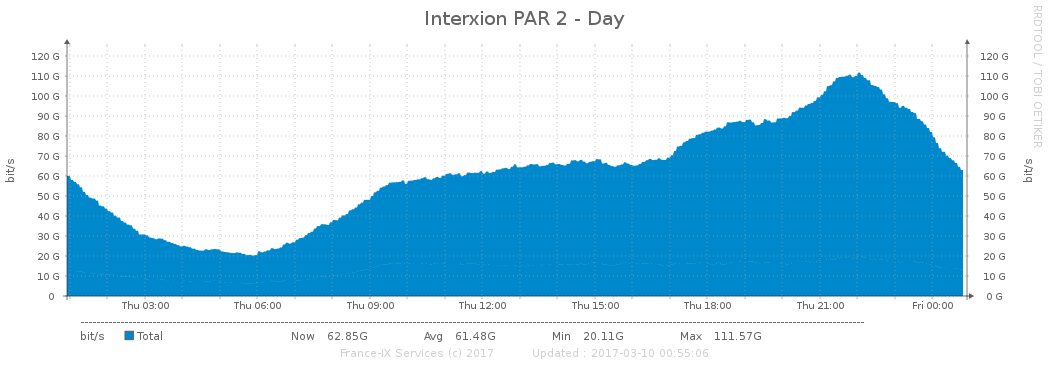 Interxion PAR 2 - Day
RRDTOOL / TOBI OETIKER
bit/s
120 G 120 G
110 G 110 G
100 G 100 G
90 G 90 G
80 G 80 G
70 G 70 G
60 G 60 G
50 G 50 G
40 G 40 G
30 G 30 G
20 G 20 G
10 G 10 G
0 0 G
bit/s
Thu 03:00 Thu 06:00 Thu 09:00 Thu 12:00 Thu 15:00 Thu 18:00 Thu 21:00 Fri 00:00
bit/s Total Now 62.85G Avg 61.48G Min 20.11G Max 111.57G
France-IX Services (c) 2017 Updated : 2017-03-10 00:55:06